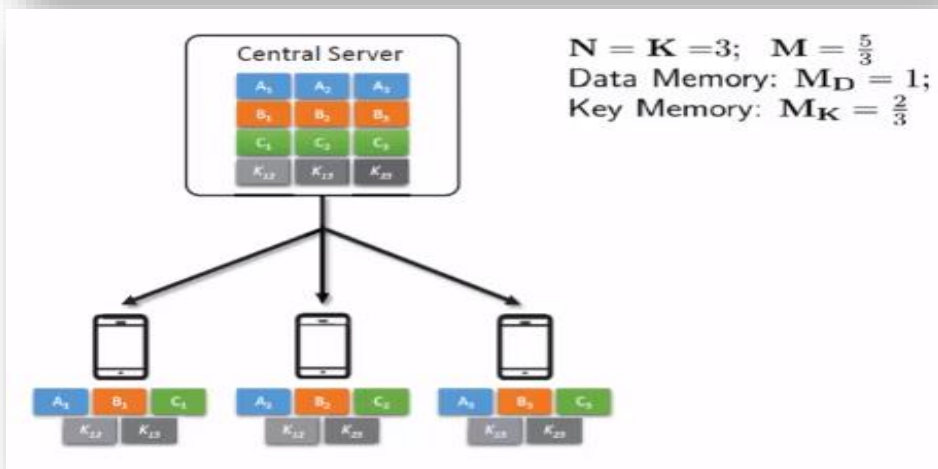 Central Server
A₁ A₂ A₃
B₁ B₂ B₃
C₁ C₂ C₃
K₁₂ K₁₃ K₂₃
N = K =3; M = 5/3
Data Memory: M_D = 1;
Key Memory: M_K = 2/3
A₁ B₁ C₁
K₁₂ K₁₃
A₂ B₂ C₂
K₁₂ K₂₃
A₃ B₃ C₃
K₁₃ K₂₃